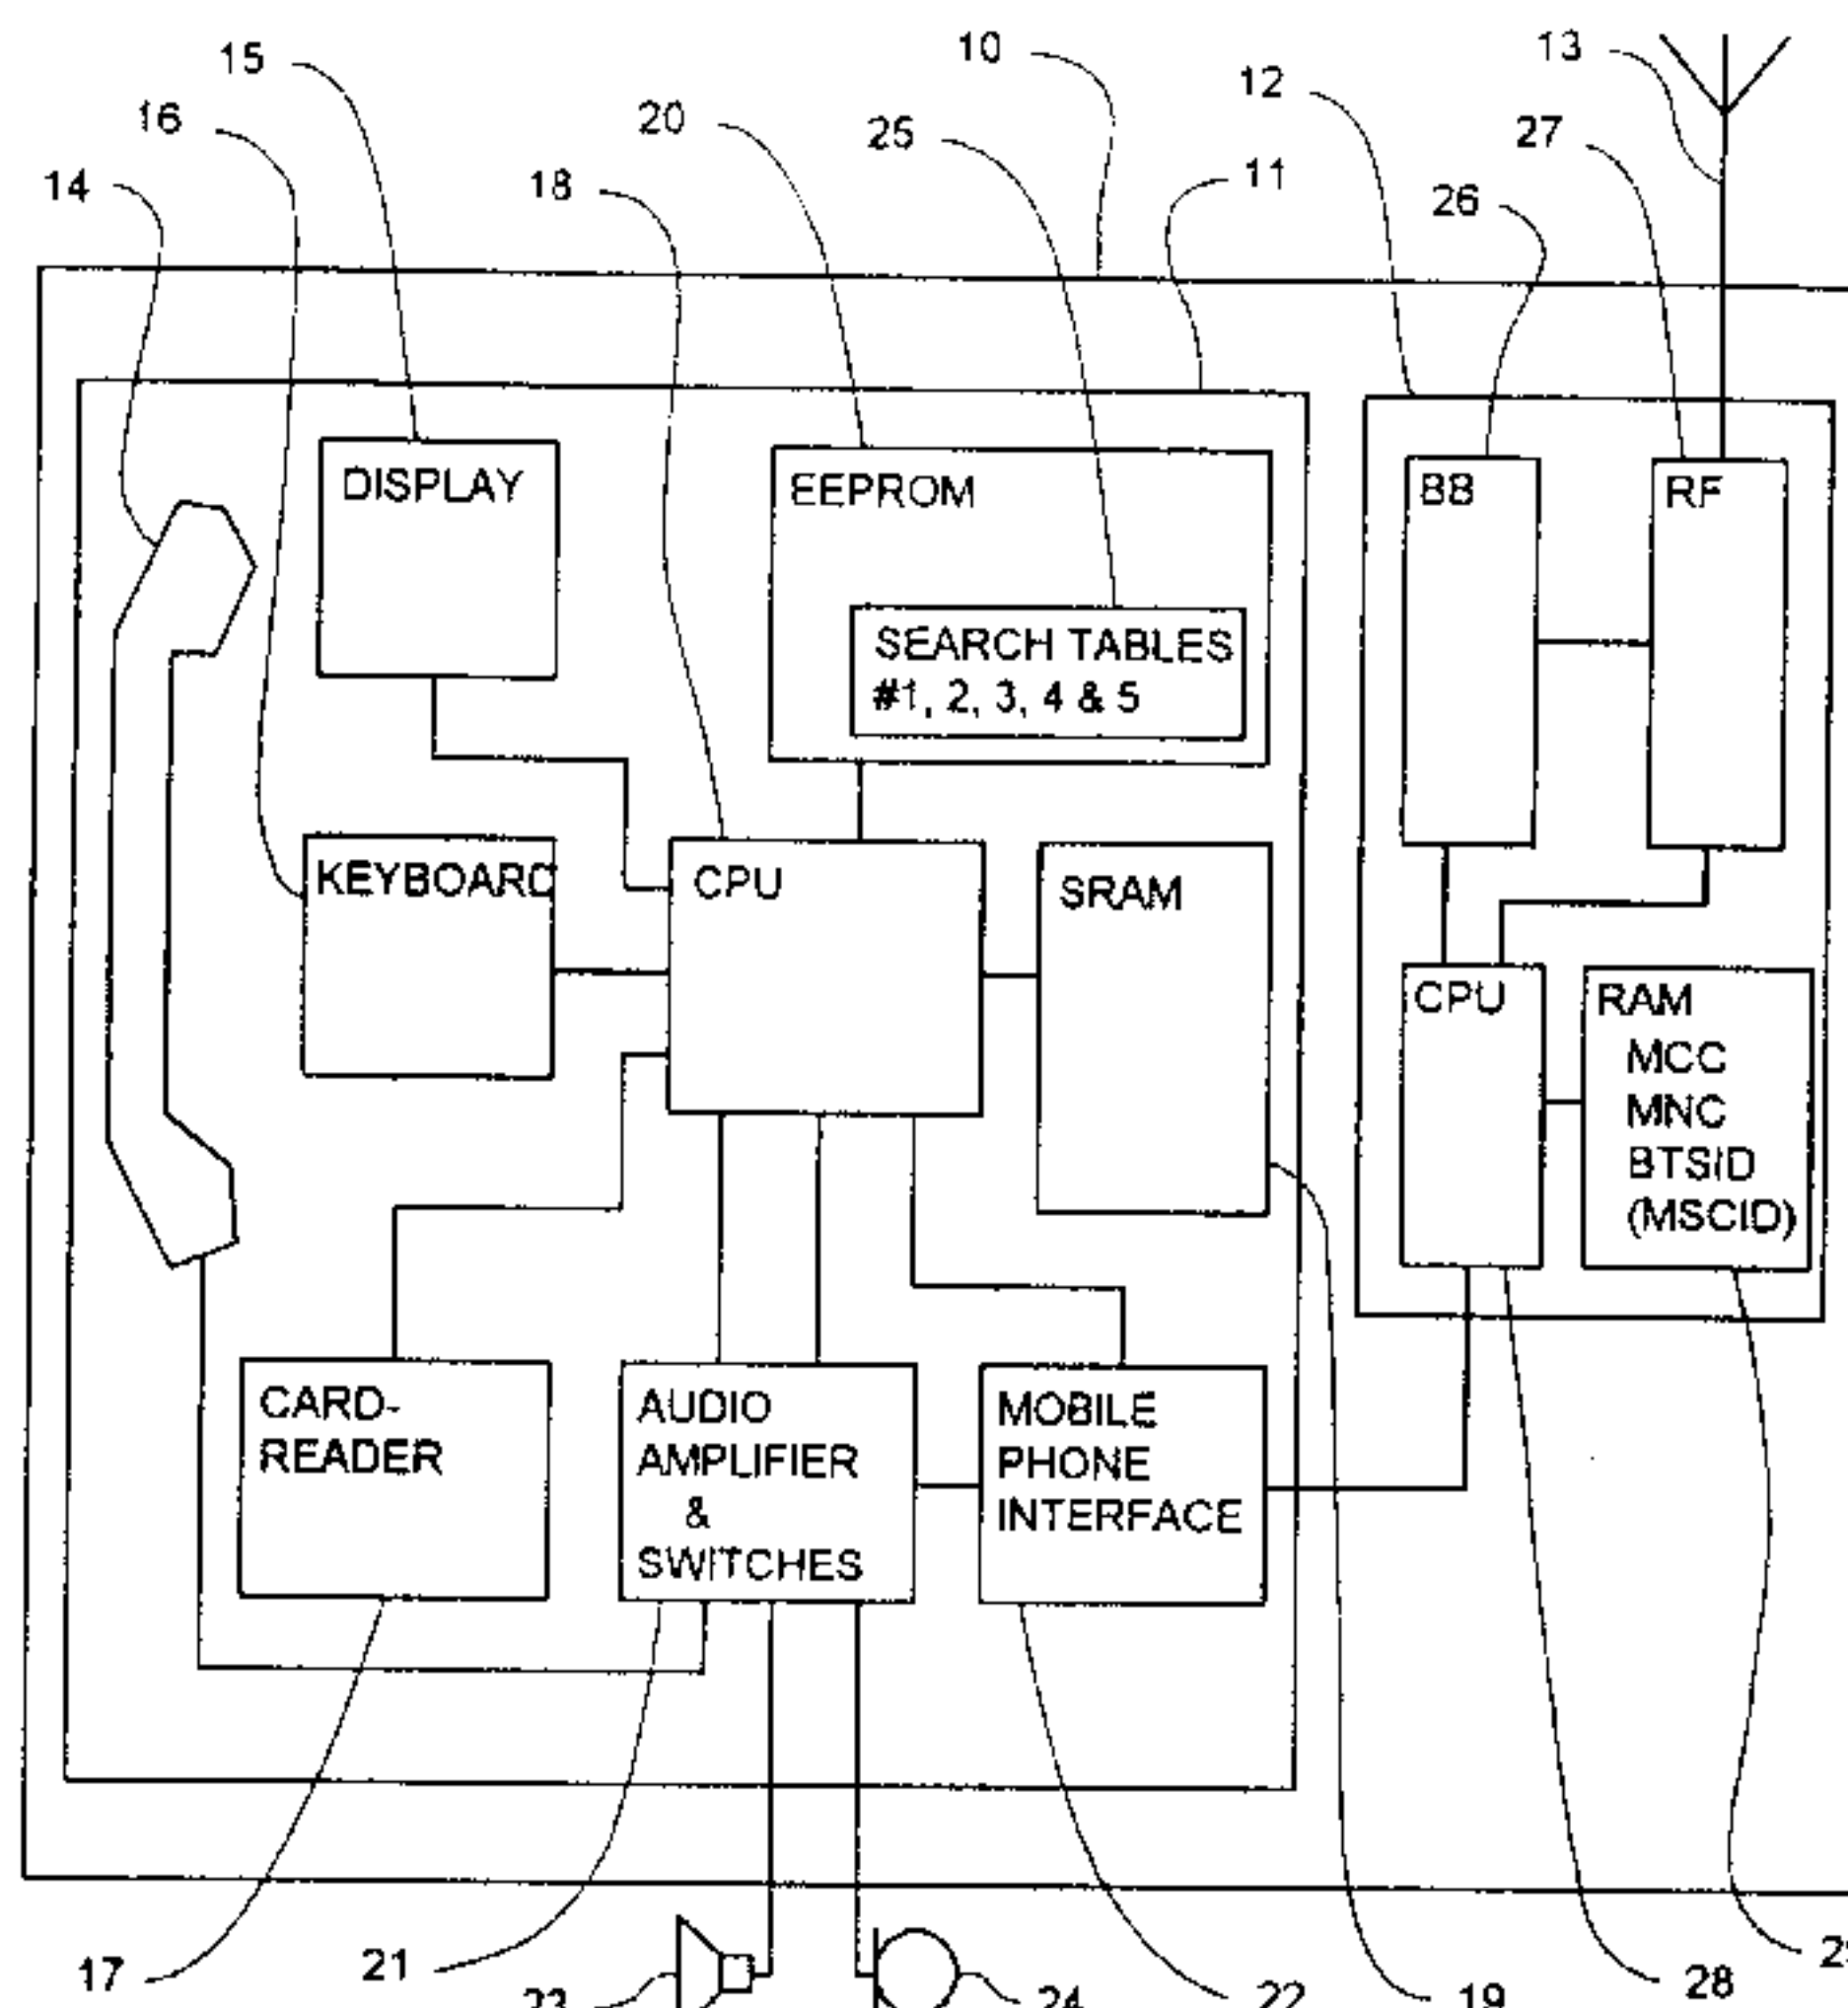 10
13
15
12
16
20
25
27
14
18
11
26
DISPLAY
EEPROM
BB
RF
SEARCH TABLES
#1, 2, 3, 4 & 5
KEYBOARD
CPU
SRAM
CPU
RAM
MCC
MNC
BTSID
(MSCID)
CARD-
READER
AUDIO
AMPLIFIER
&
SWITCHES
MOBILE
PHONE
INTERFACE
17
21
23
24
22
19
28